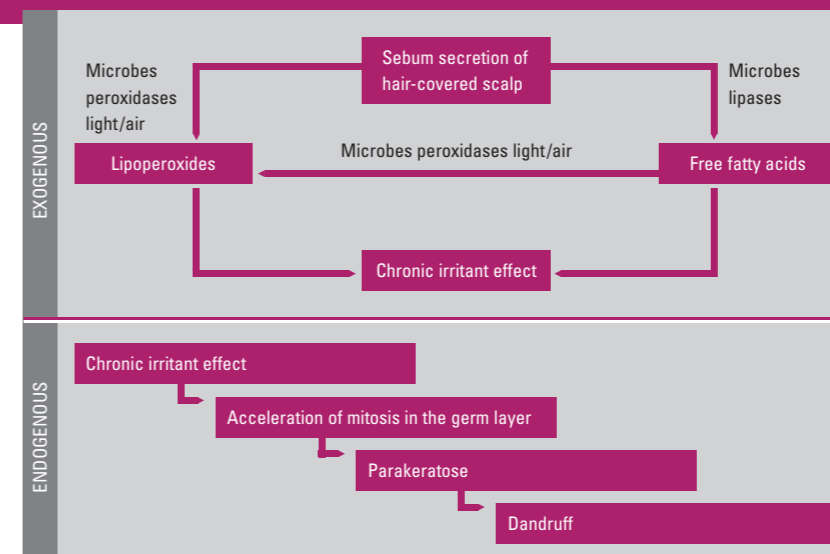 EXOGENOUS
Sebum secretion of
hair-covered scalp
Microbes
peroxidases
light/air
Microbes
lipases
Lipoperoxides
Microbes peroxidases light/air
Free fatty acids
Chronic irritant effect
ENDOGENOUS
Chronic irritant effect
Acceleration of mitosis in the germ layer
Parakeratose
Dandruff